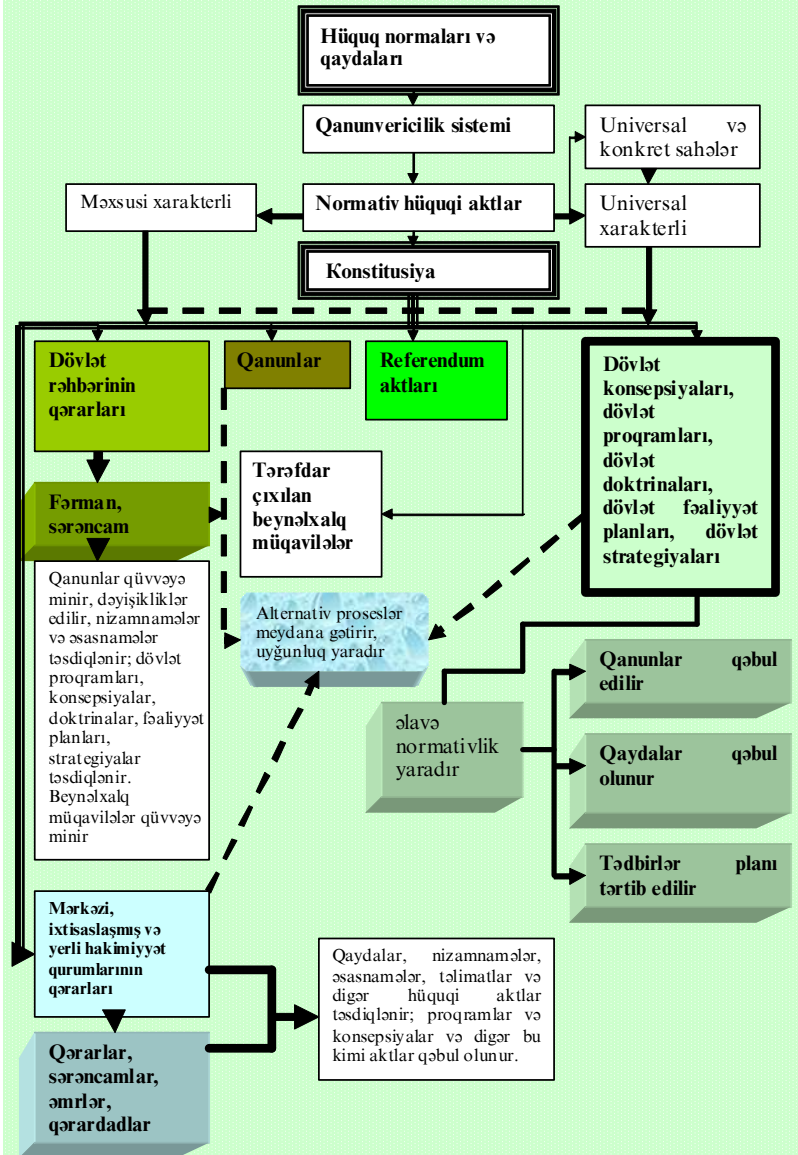 Hüquq normaları və
qaydaları
Qanunvericilik sistemi
Universal və
konkret sahələr
Məxsusi xarakterli
Normativ hüquqi aktlar
Universal
xarakterli
Konstitusiya
Dövlət
rəhbərinin
qərarları
Qanunlar
Referendum
aktları
Dövlət
konsepsiyaları,
dövlət
proqramları,
dövlət
doktrinaları,
dövlət fəaliyyət
planları, dövlət
strategiyaları
Fərman,
sərəncam
Tərəfdar
çıxılan
beynəlxalq
müqavilələr
Qanunlar qüvvəyə
minir, dəyişikliklər
edilir, nizamnamələr
və əsasnamələr
təsdiqlənir; dövlət
proqramları,
konsepsiyalar,
doktrinalar, fəaliyyət
planları,
strategiyalar
təsdiqlənir.
Beynəlxalq
müqavilələr qüvvəyə
minir
Alternativ proseslər
meydana gətirir,
uyğunluq yaradır
əlavə
normativlik
yaradır
Qanunlar qəbul
edilir
Qaydalar qəbul
olunur
Tədbirlər planı
tərtib edilir
Mərkəzi,
ixtisaslaşmış və
yerli hakimiyyət
qurumlarının
qərarları
Qaydalar, nizamnamələr,
əsasnamələr, təlimatlar və
digər hüquqi aktlar
təsdiqlənir; proqramlar və
konsepsiyalar və digər bu
kimi aktlar qəbul olunur.
Qərarlar,
sərəncamlar,
əmrlər,
qərardadlar